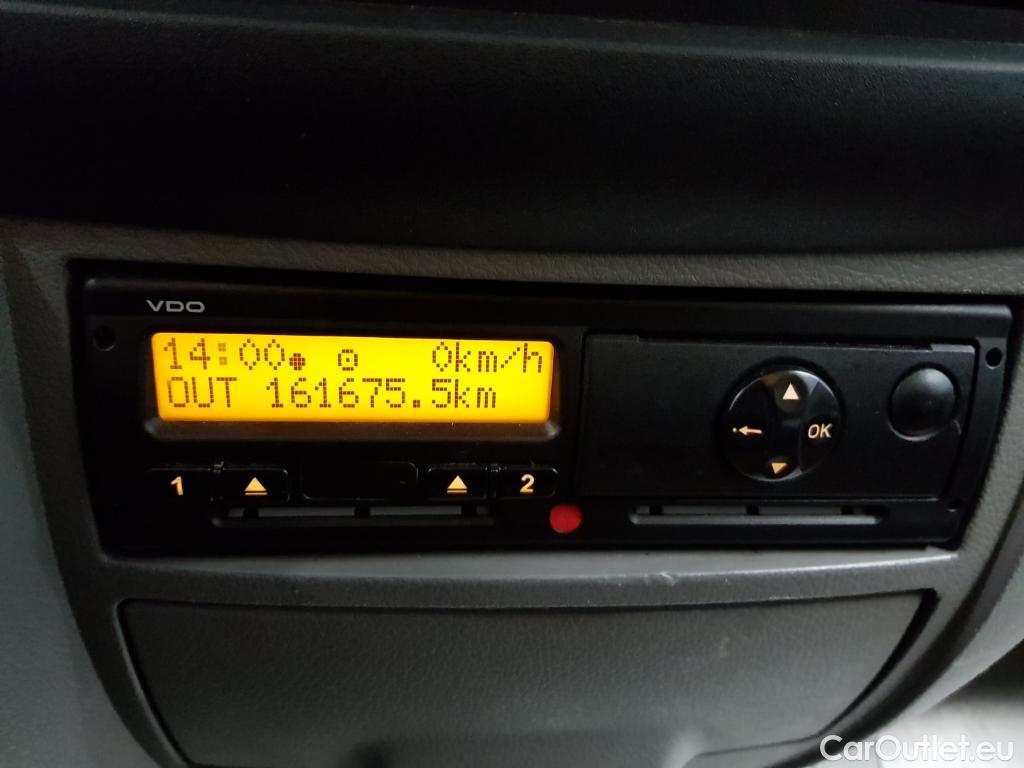 VDO
14:00 0km/h
OUT 161675.5km
1 2
OK
CarOutlet.eu